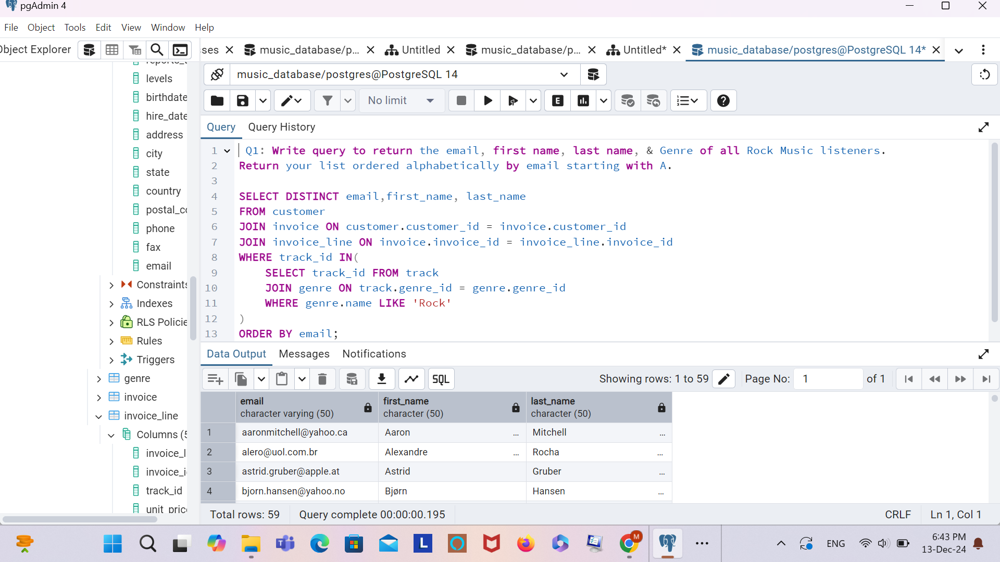 pgAdmin 4
File Object Tools Edit View Window Help
Object Explorer
ses music_database/p... Untitled music_database/p... Untitled* music_database/postgres@PostgreSQL 14*
levels
birthdate
hire_date
address
city
state
country
postal_co
phone
fax
email
Constraints
Indexes
RLS Policie
Rules
Triggers
genre
invoice
invoice_line
Columns (5
invoice_l
invoice_i
track_id
unit_pric
music_database/postgres@PostgreSQL 14
No limit
E
Query Query History
1 Q1: Write query to return the email, first name, last name, & Genre of all Rock Music listeners.
2 Return your list ordered alphabetically by email starting with A.
3
4 SELECT DISTINCT email,first_name, last_name
5 FROM customer
6 JOIN invoice ON customer.customer_id = invoice.customer_id
7 JOIN invoice_line ON invoice.invoice_id = invoice_line.invoice_id
8 WHERE track_id IN(
9 SELECT track_id FROM track
10 JOIN genre ON track.genre_id = genre.genre_id
11 WHERE genre.name LIKE 'Rock'
12 )
13 ORDER BY email;
Data Output Messages Notifications
SQL Showing rows: 1 to 59 Page No: 1 of 1
email first_name last_name
character varying (50) character (50) character (50)
1 aaronmitchell@yahoo.ca Aaron ... Mitchell ...
2 alero@uol.com.br Alexandre ... Rocha ...
3 astrid.gruber@apple.at Astrid Gruber ...
4 bjorn.hansen@yahoo.no Bjørn Hansen ...
Total rows: 59 Query complete 00:00:00.195 CRLF Ln 1, Col 1
L M ENG 6:43 PM
13-Dec-24